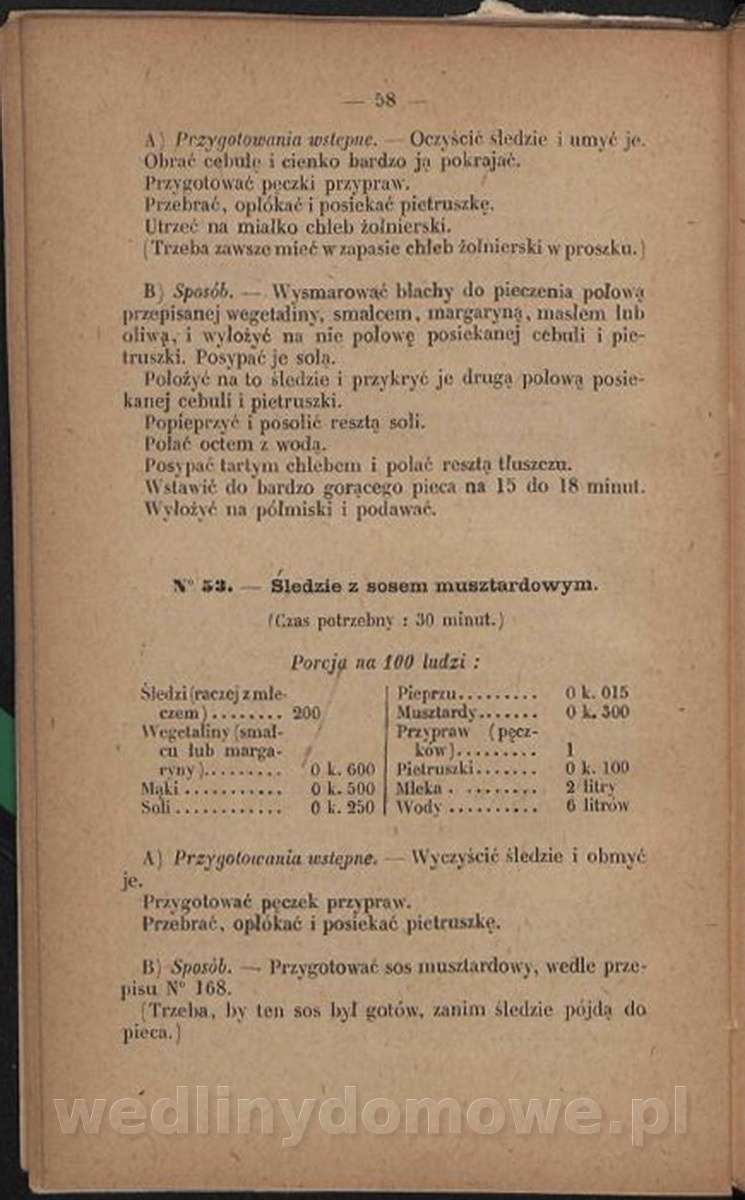 — 58 —
A) Przygotowania wstępne. — Oczyścić śledzie i umyć je.
Obrać cebulę i cienko bardzo ją pokrajać.
Przygotować pęczki przypraw.
Przebrać, opłókać i posiekać pietruszkę.
Utrzeć na miałko chleb żołnierski.
(Trzeba zawsze mieć w zapasie chleb żołnierski w proszku.)
B) Sposób. — Wysmarować blachy do pieczenia połową
przepisanej wegetaliny, smalcem, margaryną, masłem lub
oliwą, i wyłożyć na nie połowę posiekanej cebuli i pie-
truszki. Posypać je solą.
Położyć na to śledzie i przykryć je drugą połową posie-
kanej cebuli i pietruszki.
Popieprzyć i posolić resztą soli.
Polać octem z wodą.
Posypać tartym chlebem i polać resztą tłuszczu.
Wstawić do bardzo gorącego pieca na 15 do 18 minut.
Wyłożyć na półmiski i podawać.
N° 53. — Śledzie z sosem musztardowym.
(Czas potrzebny : 30 minut.)
Porcja na 100 ludzi :
Śledzi (raczej z mle-
czem)........ 200
Wegetaliny (smal-
cu lub marga-
ryny)......... 0 k. 600
Mąki........... 0 k. 500
Soli............ 0 k. 250
Pieprzu......... 0 k. 015
Musztardy....... 0 k. 300
Przypraw (pęcz-
ków)......... 1
Pietruszki....... 0 k. 100
Mleka . ........ 2 litry
Wody .......... 6 litrów
A) Przygotowania wstępne. — Wyczyścić śledzie i obmyć
je.
Przygotować pęczek przypraw.
Przebrać, opłókać i posiekać pietruszkę.
B) Sposób. — Przygotować sos musztardowy, wedle prze-
pisu N° 168.
(Trzeba, by ten sos był gotów, zanim śledzie pójdą do
pieca.)
wedlinydomowe.pl